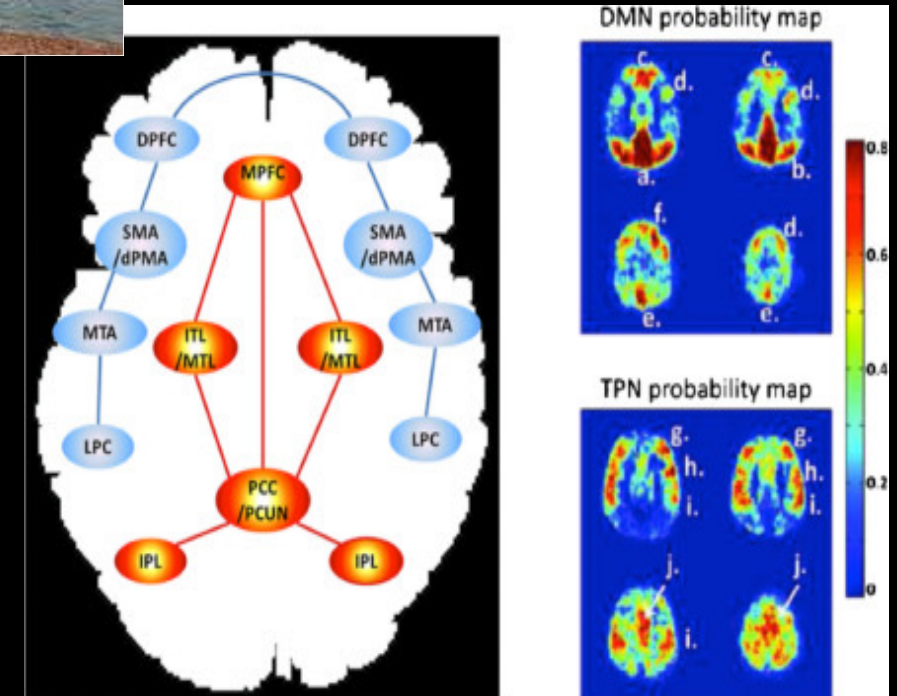 DPFC
DPFC
MPFC
SMA
/dPMA
SMA
/dPMA
MTA
MTA
ITL
/MTL
ITL
/MTL
LPC
LPC
PCC
/PCUN
IPL
IPL
DMN probability map
c.
c.
d.
d.
a.
b.
f.
d.
e.
e.
TPN probability map
g.
g.
h.
h.
i.
i.
j.
j.
i.
0.8
0.6
0.4
0.2
0